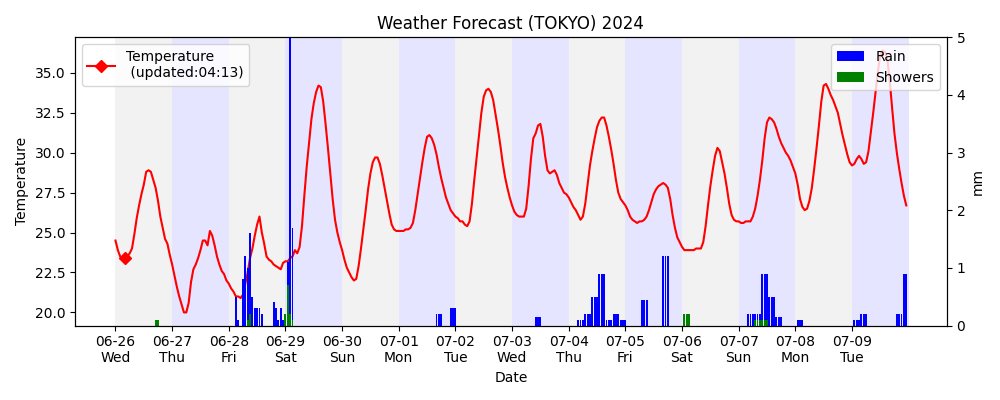 Weather Forecast (TOKYO) 2024
Temperature
(updated:04:13)
Rain
Showers
Temperature
35.0
32.5
30.0
27.5
25.0
22.5
20.0
5
4
3
2
1
0
mm
06-26 06-27 06-28 06-29 06-30 07-01 07-02 07-03 07-04 07-05 07-06 07-07 07-08 07-09
Wed Thu Fri Sat Sun Mon Tue Wed Thu Fri Sat Sun Mon Tue
Date